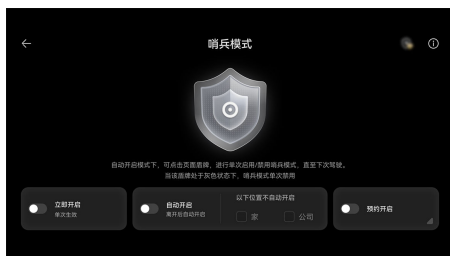 哨兵模式
自动开启模式下，可点击页面盾牌，进行单次启用/禁用哨兵模式，直至下次驾驶。
当该盾牌处于灰色状态下，哨兵模式单次禁用
立即开启
单次生效
自动开启
离开后自动开启
以下位置不自动开启
家
公司
预约开启